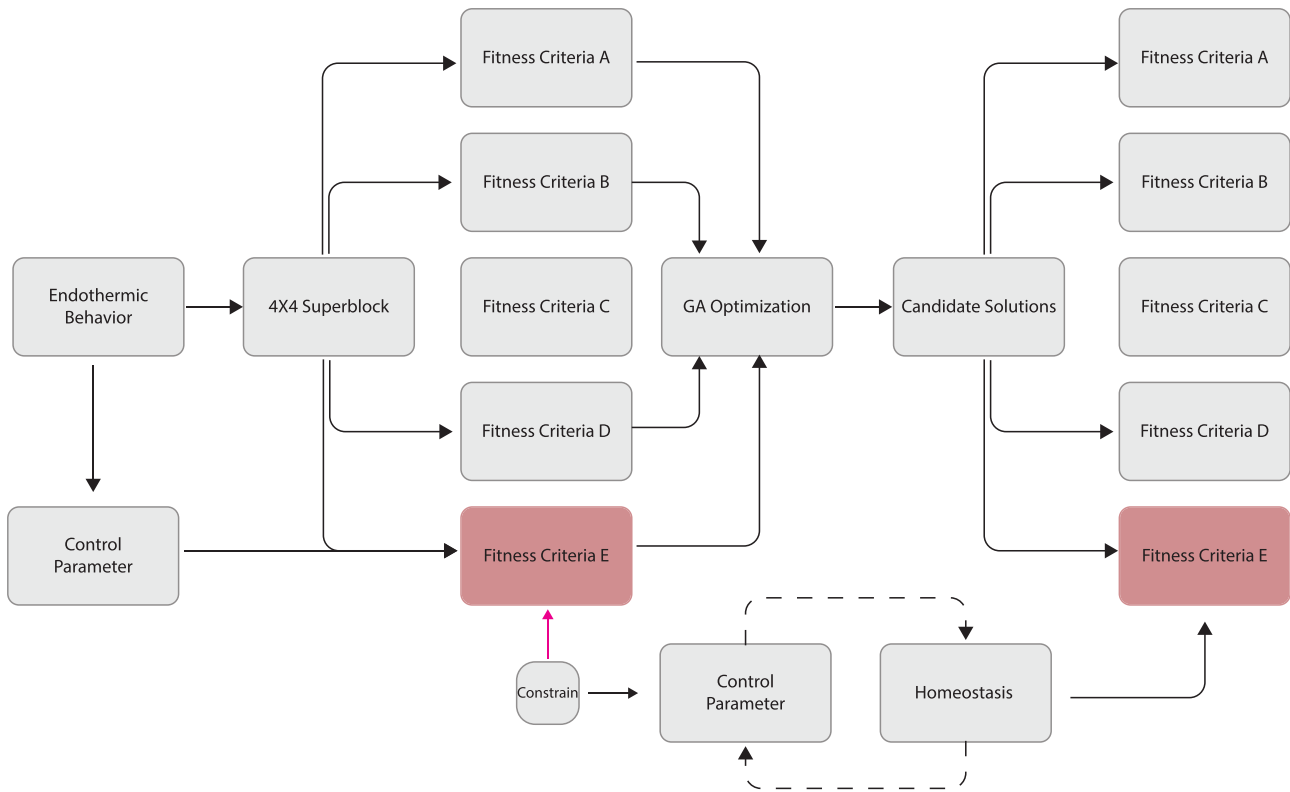 Fitness Criteria A
Fitness Criteria A
Fitness Criteria B
Fitness Criteria B
Endothermic
Behavior
4X4 Superblock
Fitness Criteria C
GA Optimization
Candidate Solutions
Fitness Criteria C
Fitness Criteria D
Fitness Criteria D
Control
Parameter
Fitness Criteria E
Fitness Criteria E
Constrain
Control
Parameter
Homeostasis